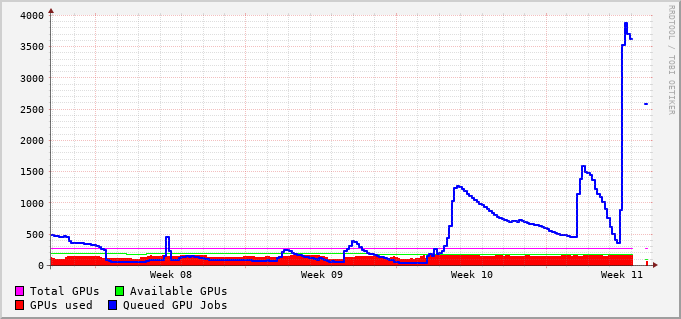 4000
3500
3000
2500
2000
1500
1000
500
0
Week 08 Week 09 Week 10 Week 11
Total GPUs Available GPUs
GPUs used Queued GPU Jobs
RRDTOOL / TOBI OETIKER